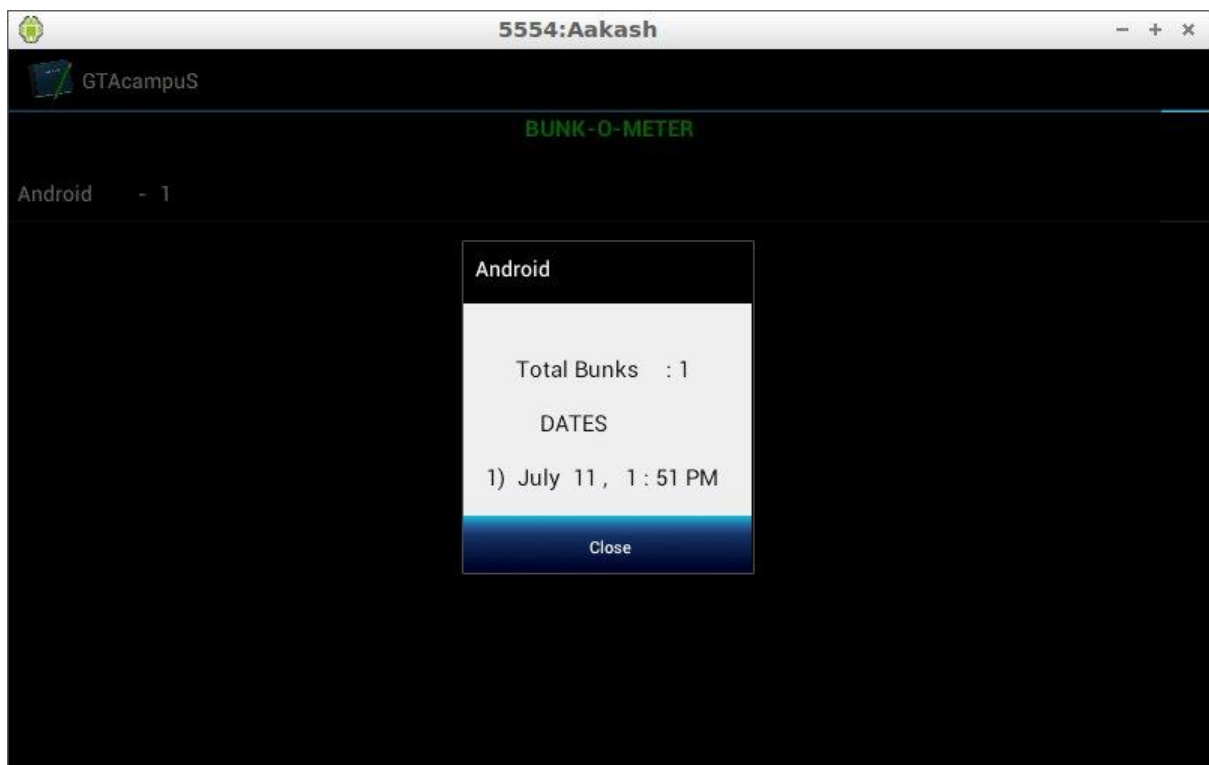 5554:Aakash
GTAcampuS
BUNK-O-METER
Android - 1
Android
Total Bunks : 1
DATES
1) July 11 , 1 : 51 PM
Close